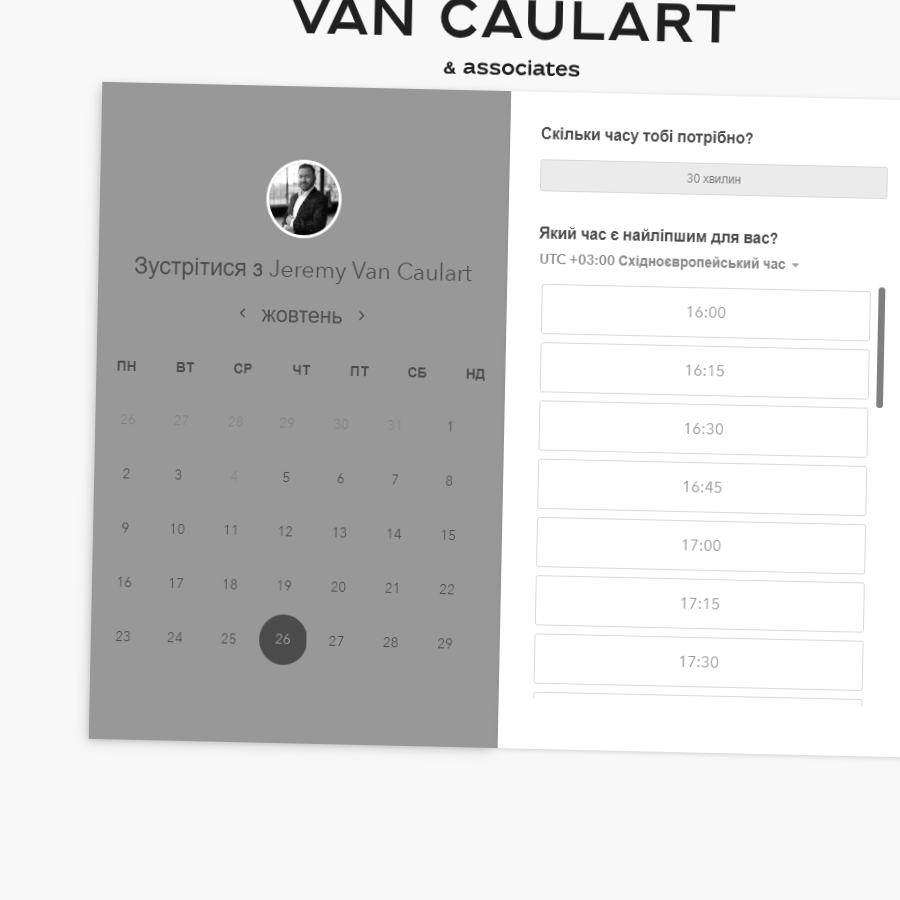 VAN CAULART
& associates
Зустрітися з Jeremy Van Caulart
жовтень
ПН ВТ СР ЧТ ПТ СБ НД
26 27 28 29 30 31 1
2 3 4 5 6 7 8
9 10 11 12 13 14 15
16 17 18 19 20 21 22
23 24 25 26 27 28 29
Скільки часу тобі потрібно?
30 хвилин
Який час є найліпшим для вас?
UTC +03:00 Східноєвропейський час
16:00
16:15
16:30
16:45
17:00
17:15
17:30